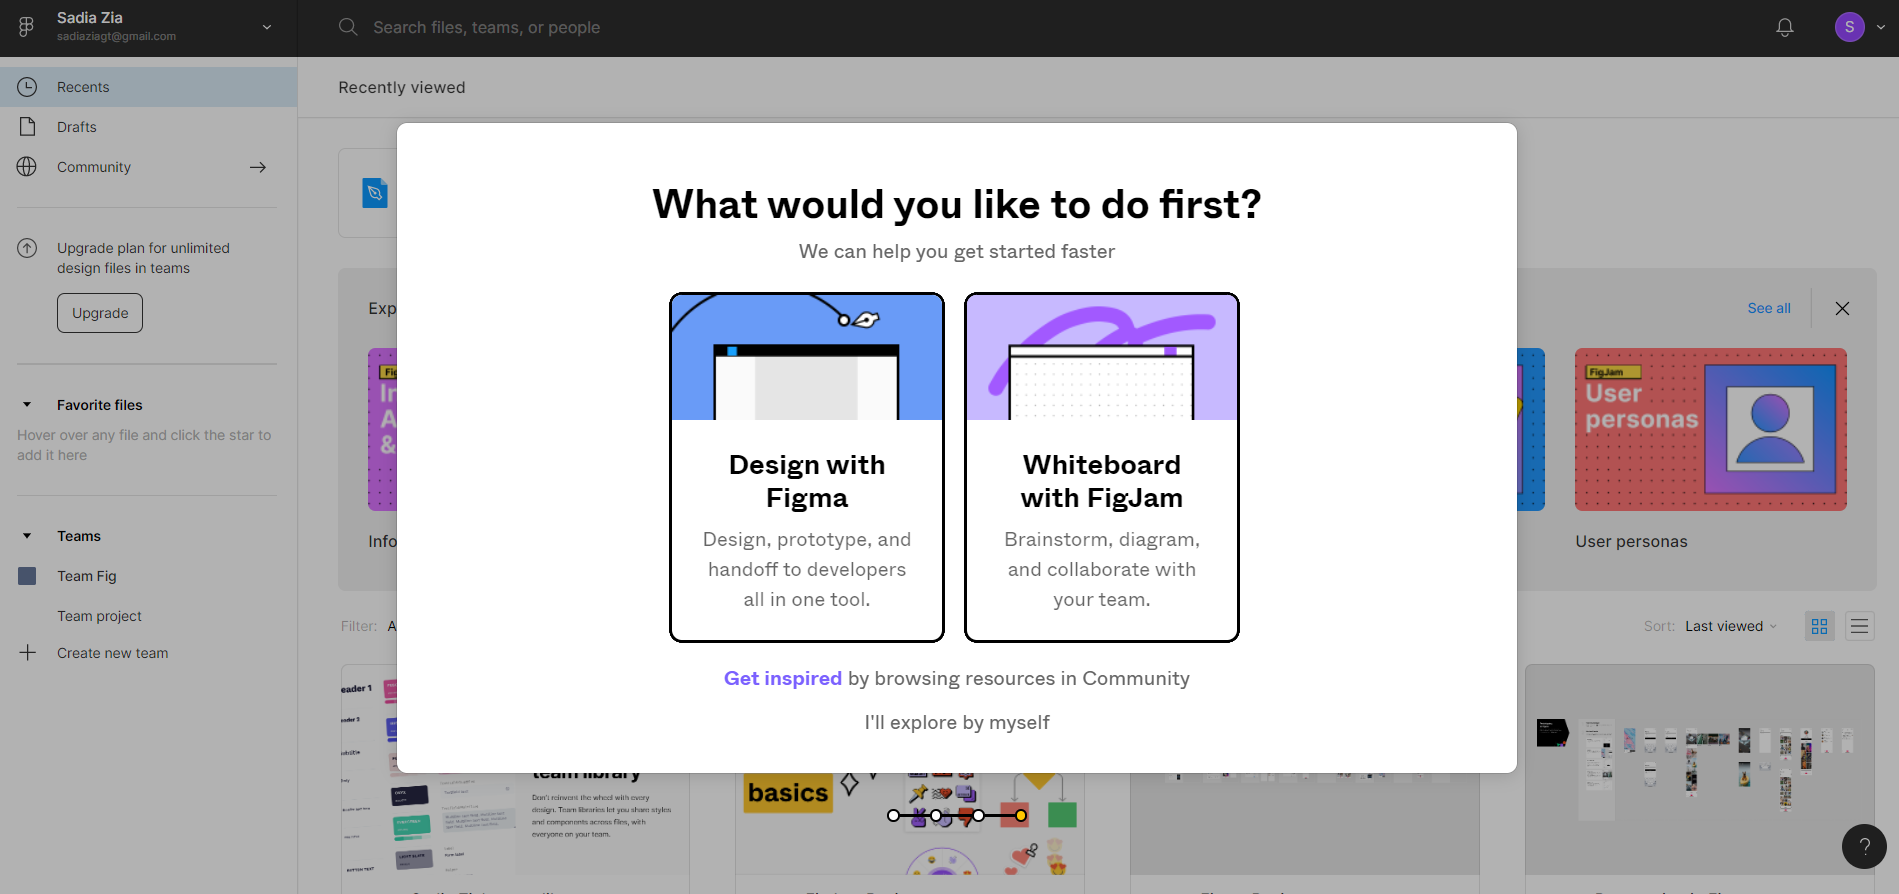 Sadia Zia
sadiaziagt@gmail.com
Search files, teams, or people
S
Recents
Drafts
Community
Upgrade plan for unlimited
design files in teams
Upgrade
Favorite files
Hover over any file and click the star to
add it here
Teams
Team Fig
Team project
Create new team
Recently viewed
What would you like to do first?
We can help you get started faster
Design with
Figma
Design, prototype, and
handoff to developers
all in one tool.
Whiteboard
with FigJam
Brainstorm, diagram,
and collaborate with
your team.
Get inspired by browsing resources in Community
I'll explore by myself
See all
FigJam
User
personas
User personas
Filter:
Sort: Last viewed
team library
Don't reinvent the wheel with every
design. Team libraries let you share styles
and components across files, with
everyone on your team.
basics
?